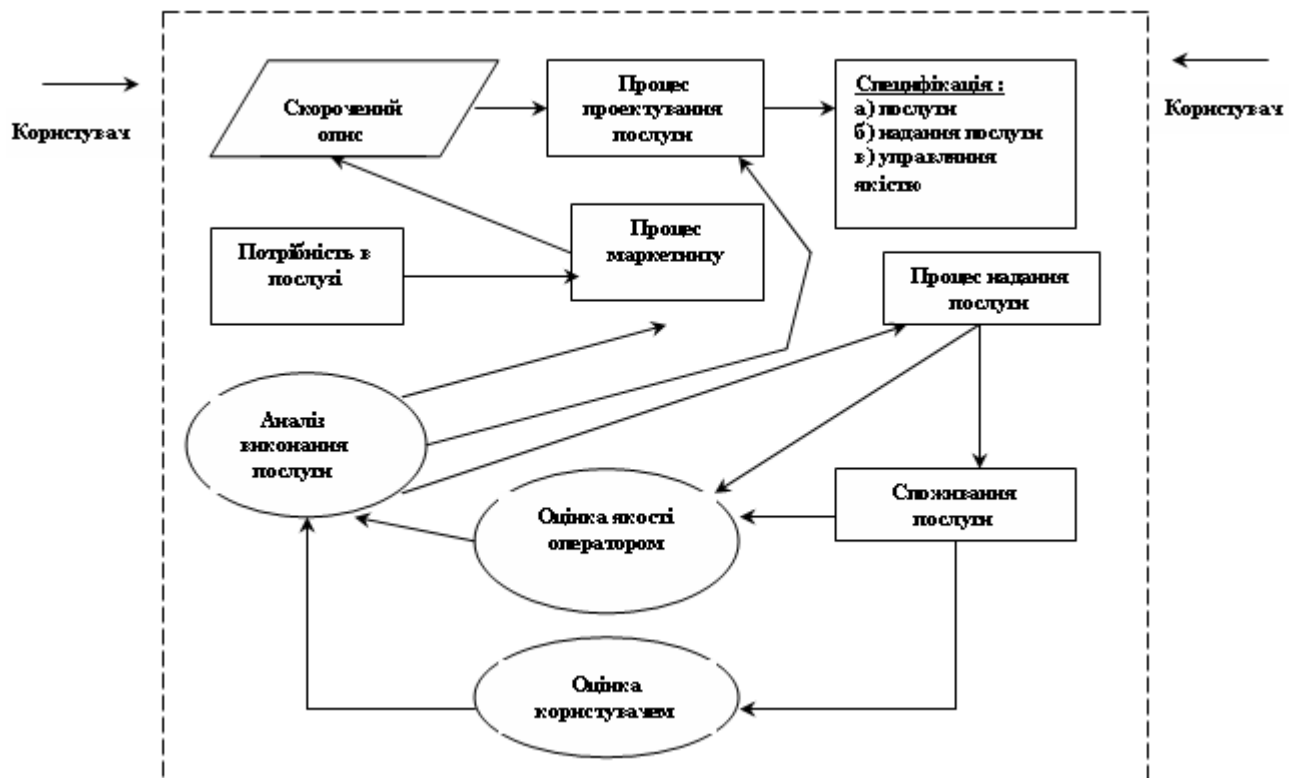 Скорочений
опис
Процес
проектування
послуги
Специфікація :
а) послуги
б) надання послуги
в) управляння
якістю
Користувач
Користувач
Потрібність в
послузі
Процес
маркетингу
Процес надання
послуги
Аналіз
виконання
послуги
Оцінка якості
оператором
Споживання
послуги
Оцінка
користувачем